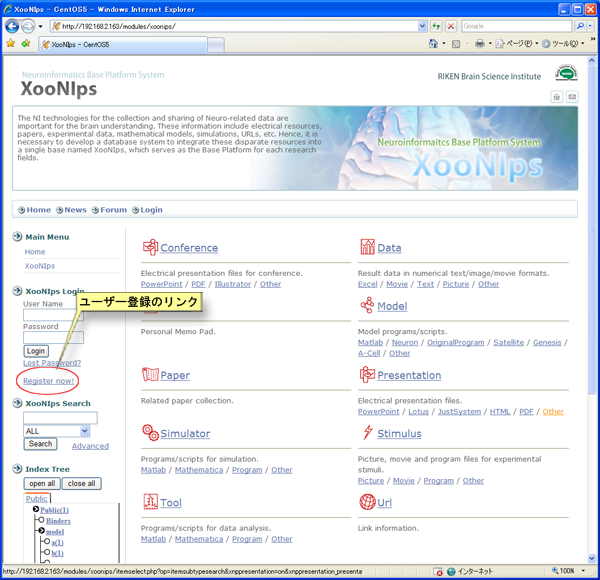 XooNIps - CentOS5 - Windows Internet Explorer
http://192.168.2.163/modules/xoonips/
Google
XooNIps - CentOS5
ページ(P)
ツール(O)
Neuroinformatics Base Platform System
XooNIps
RIKEN Brain Science Institute
The NI technologies for the collection and sharing of Neuro-related data are
important for the brain understanding. These information include electrical resources,
papers, experimental data, mathematical models, simulations, URLs, etc. Hence, it is
necessary to develop a database system to integrate these disparate resources into
a single base named XooNIps, which serves as the Base Platform for each research
fields.
Neuroinformaitcs Base Platform System
XooNIps
Home News Forum Login
Main Menu
Home
XooNIps
XooNIps Login
User Name
ユーザー登録のリンク
Password
Login
Lost Password?
Register now!
XooNIps Search
ALL
Search
Advanced
Index Tree
open all
close all
Public
Public(1)
Binders
model
a(1)
b(1)
Conference
Electrical presentation files for conference.
PowerPoint / PDF / Illustrator / Other
Data
Result data in numerical text/image/movie formats.
Excel / Movie / Text / Picture / Other
Personal Memo Pad.
Model
Model programs/scripts.
Matlab / Neuron / OriginalProgram / Satellite / Genesis /
A-Cell / Other
Paper
Related paper collection.
Presentation
Electrical presentation files.
PowerPoint / Lotus / JustSystem / HTML / PDF / Other
Simulator
Programs/scripts for simulation.
Matlab / Mathematica / Program / Other
Stimulus
Picture, movie and program files for experimental
stimuli.
Picture / Movie / Program / Other
Tool
Programs/scripts for data analysis.
Matlab / Mathematica / Program / Other
Url
Link information.
http://192.168.2.163/modules/xoonips/itemselect.php?op=itemsubtypesearch&xnppresentation=on&xnppresentation_presenta
インターネット
100%